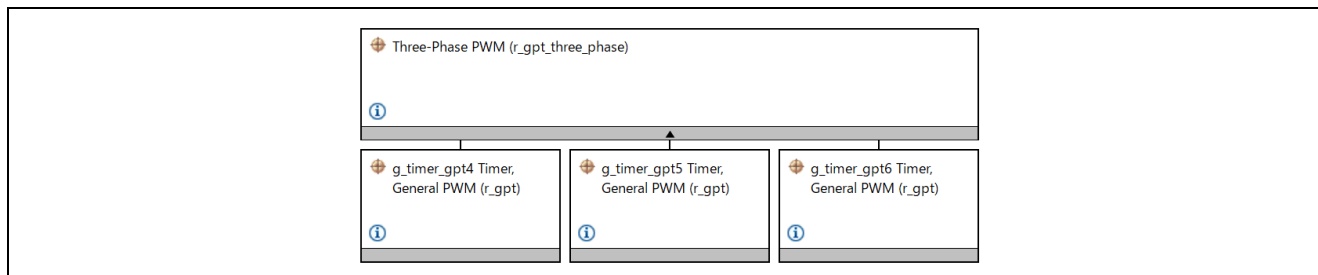 Three-Phase PWM (r_gpt_three_phase)
g_timer_gpt4 Timer,
General PWM (r_gpt)
g_timer_gpt5 Timer,
General PWM (r_gpt)
g_timer_gpt6 Timer,
General PWM (r_gpt)